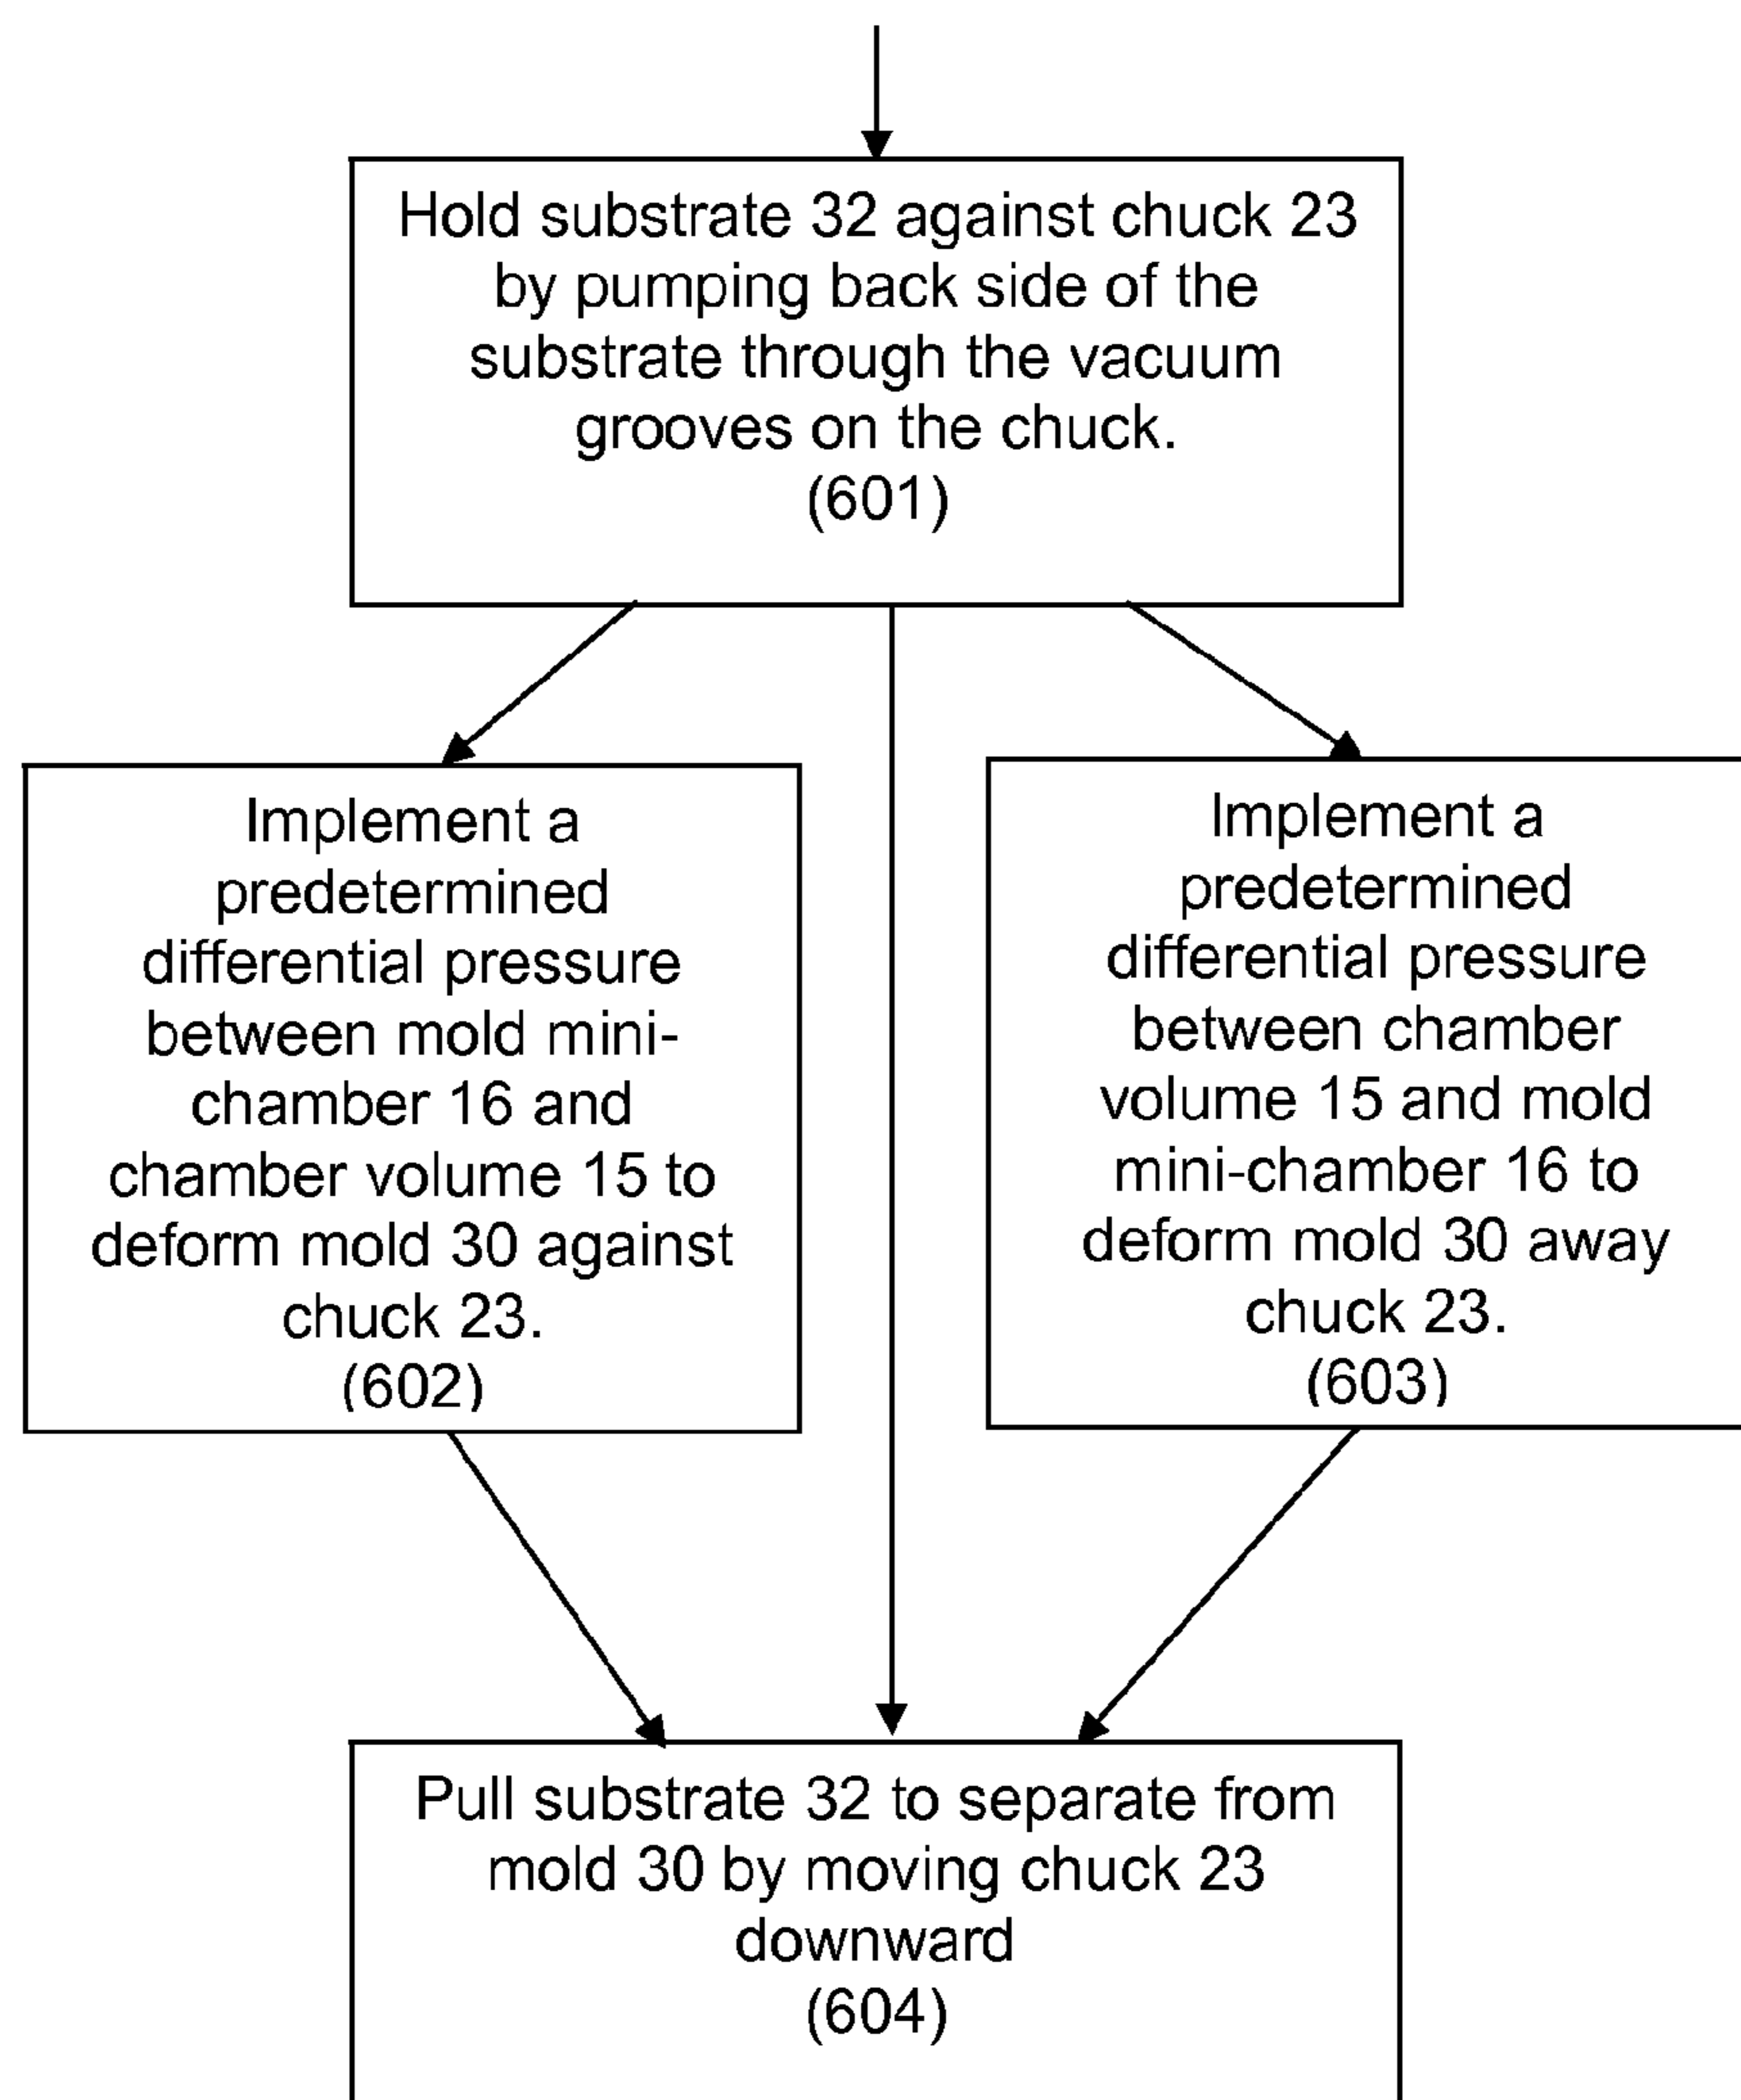 Hold substrate 32 against chuck 23
by pumping back side of the
substrate through the vacuum
grooves on the chuck.
(601)
Implement a
predetermined
differential pressure
between mold mini-
chamber 16 and
chamber volume 15 to
deform mold 30 against
chuck 23.
(602)
Implement a
predetermined
differential pressure
between chamber
volume 15 and mold
mini-chamber 16 to
deform mold 30 away
chuck 23.
(603)
Pull substrate 32 to separate from
mold 30 by moving chuck 23
downward
(604)